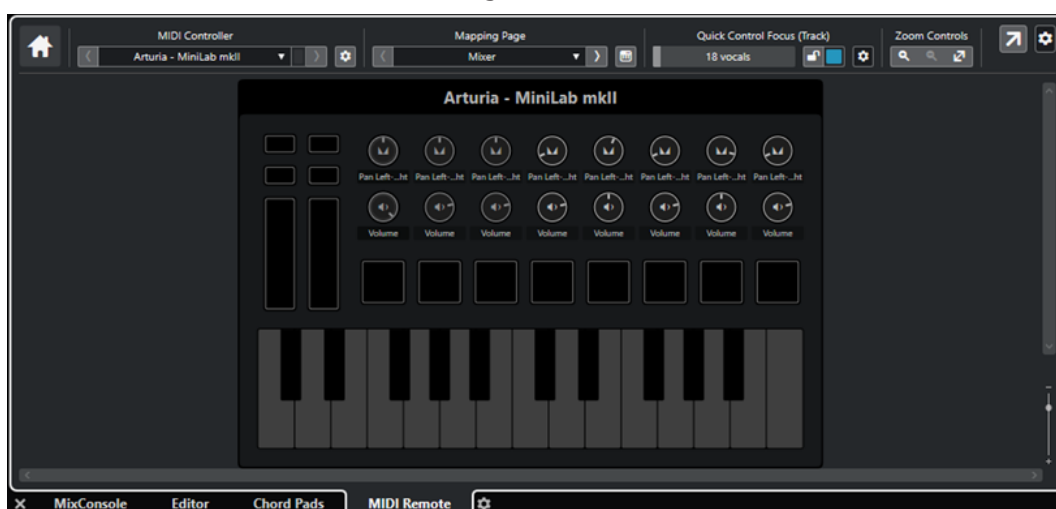 MIDI Controller Mapping Page Quick Control Focus (Track) Zoom Controls
Arturia - MiniLab mkII Mixer 18 vocals
Arturia - MiniLab mkII
Pan Left-...ht Pan Left-...ht Pan Left-...ht Pan Left-...ht Pan Left-...ht Pan Left-...ht Pan Left-...ht Pan Left-...ht
Volume Volume Volume Volume Volume Volume Volume Volume
MixConsole Editor Chord Pads MIDI Remote